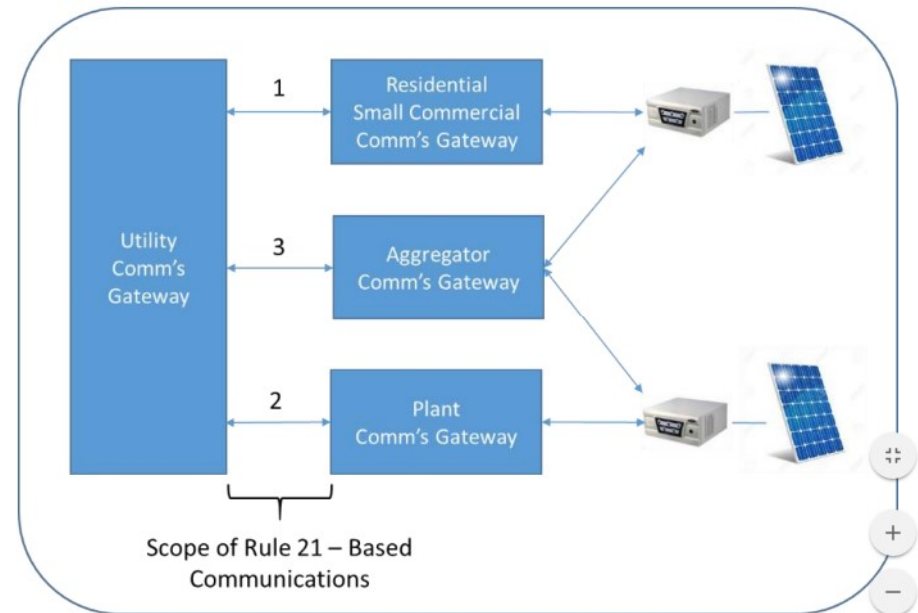 1
Residential
Small Commercial
Comm's Gateway
Utility
Comm's
Gateway
3
Aggregator
Comm's Gateway
2
Plant
Comm's Gateway
Scope of Rule 21 – Based
Communications